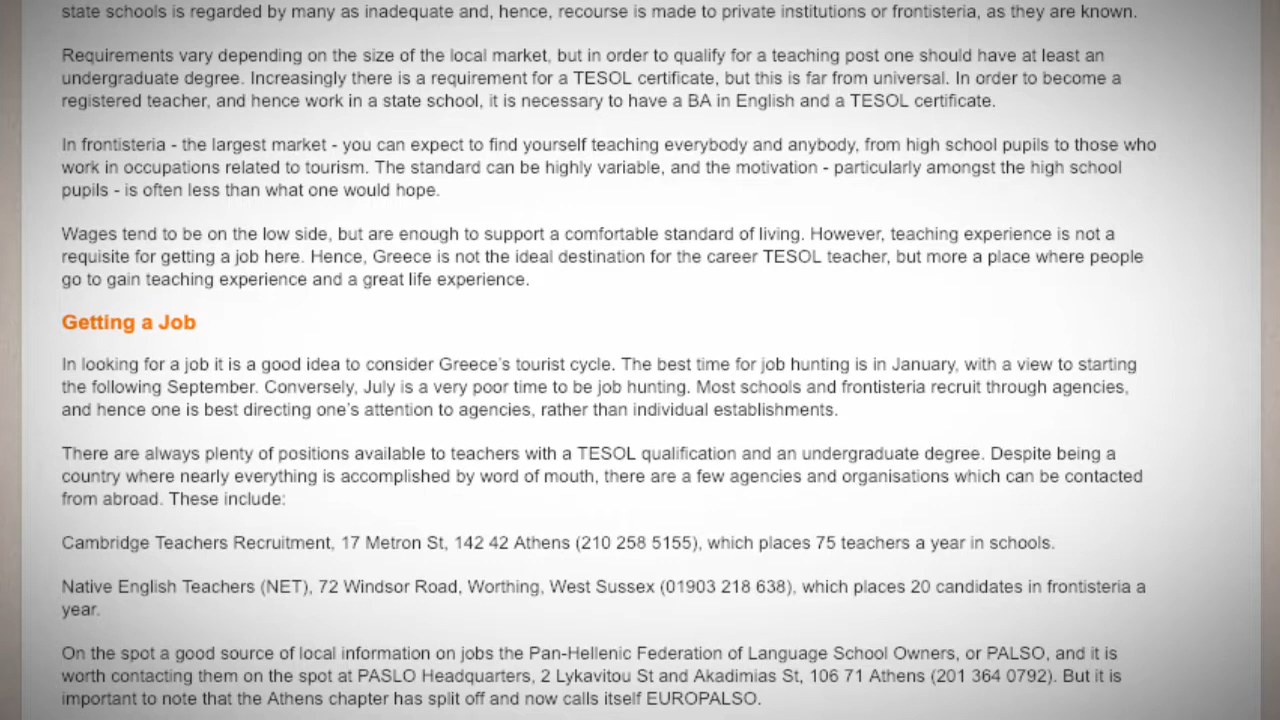 state schools is regarded by many as inadequate and, hence, recourse is made to private institutions or frontisteria, as they are known.
Requirements vary depending on the size of the local market, but in order to qualify for a teaching post one should have at least an
undergraduate degree. Increasingly there is a requirement for a TESOL certificate, but this is far from universal. In order to become a
registered teacher, and hence work in a state school, it is necessary to have a BA in English and a TESOL certificate.
In frontisteria - the largest market - you can expect to find yourself teaching everybody and anybody, from high school pupils to those who
work in occupations related to tourism. The standard can be highly variable, and the motivation - particularly amongst the high school
pupils - is often less than what one would hope.
Wages tend to be on the low side, but are enough to support a comfortable standard of living. However, teaching experience is not a
requisite for getting a job here. Hence, Greece is not the ideal destination for the career TESOL teacher, but more a place where people
go to gain teaching experience and a great life experience.
Getting a Job
In looking for a job it is a good idea to consider Greece's tourist cycle. The best time for job hunting is in January, with a view to starting
the following September. Conversely, July is a very poor time to be job hunting. Most schools and frontisteria recruit through agencies,
and hence one is best directing one's attention to agencies, rather than individual establishments.
There are always plenty of positions available to teachers with a TESOL qualification and an undergraduate degree. Despite being a
country where nearly everything is accomplished by word of mouth, there are a few agencies and organisations which can be contacted
from abroad. These include:
Cambridge Teachers Recruitment, 17 Metron St, 142 42 Athens (210 258 5155), which places 75 teachers a year in schools.
Native English Teachers (NET), 72 Windsor Road, Worthing, West Sussex (01903 218 638), which places 20 candidates in frontisteria a
year.
On the spot a good source of local information on jobs the Pan-Hellenic Federation of Language School Owners, or PALSO, and it is
worth contacting them on the spot at PASLO Headquarters, 2 Lykavitou St and Akadimias St, 106 71 Athens (201 364 0792). But it is
important to note that the Athens chapter has split off and now calls itself EUROPALSO.